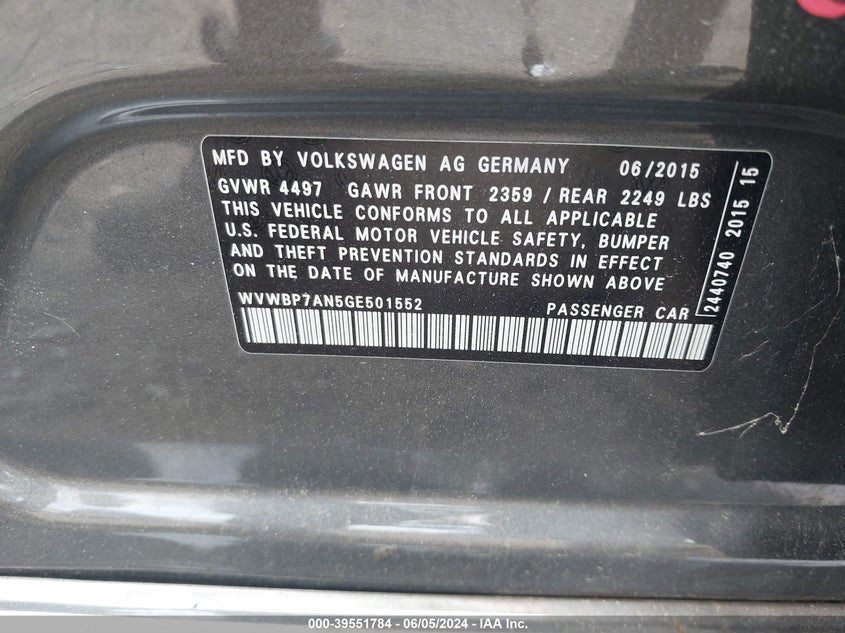 MFD BY VOLKSWAGEN AG GERMANY 06/2015
GVWR 4497 GAWR FRONT 2359 / REAR 2249 LBS
THIS VEHICLE CONFORMS TO ALL APPLICABLE
U.S. FEDERAL MOTOR VEHICLE SAFETY, BUMPER
AND THEFT PREVENTION STANDARDS IN EFFECT
ON THE DATE OF MANUFACTURE SHOWN ABOVE
WVWBP7AN5GE501552 PASSENGER CAR
2440740 2015 15
000-39551784 - 06/05/2024 - IAA Inc.